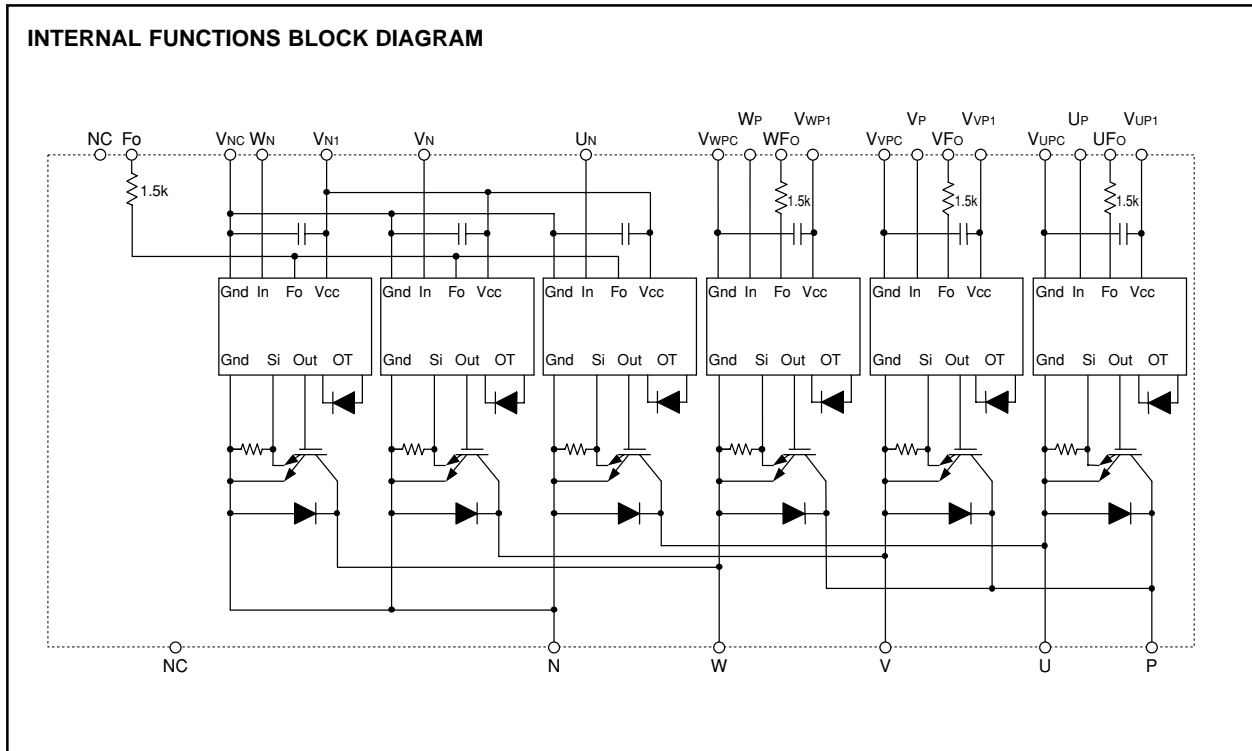 INTERNAL FUNCTIONS BLOCK DIAGRAM
WP VWP1 VP VVP1 UP VUP1
NC FO VNC WN VN1 VN UN VWPC WFO VVPC VFO VUPC UFO
1.5k 1.5k 1.5k 1.5k
Gnd In Fo Vcc Gnd In Fo Vcc Gnd In Fo Vcc Gnd In Fo Vcc Gnd In Fo Vcc Gnd In Fo Vcc
Gnd Si Out OT Gnd Si Out OT Gnd Si Out OT Gnd Si Out OT Gnd Si Out OT Gnd Si Out OT
NC N W V U P